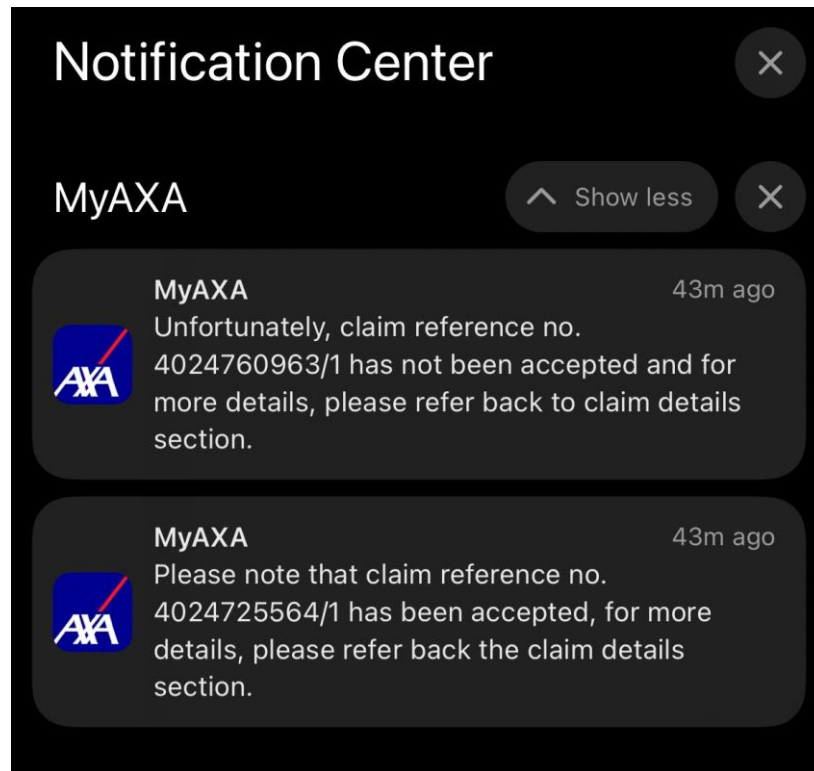 Notification Center
MyAXA
Show less
MyAXA
43m ago
Unfortunately, claim reference no.
4024760963/1 has not been accepted and for
more details, please refer back to claim details
section.
AXA
MyAXA
43m ago
Please note that claim reference no.
4024725564/1 has been accepted, for more
details, please refer back the claim details
section.
AXA